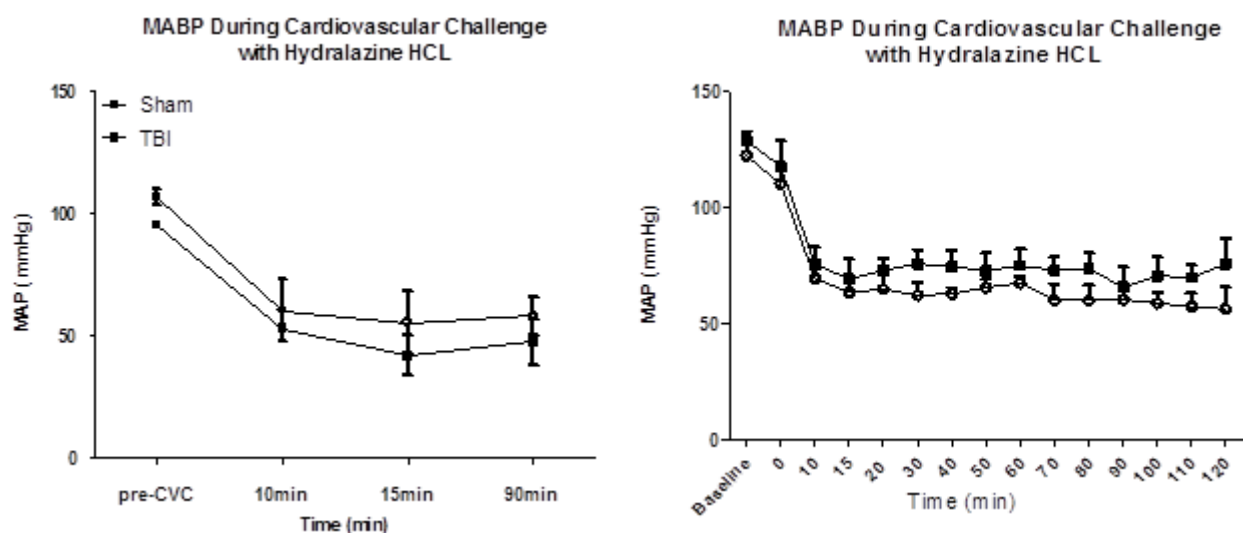 MABP During Cardiovascular Challenge
with Hydralazine HCL
150
100
50
0
MAP (mmHg)
Sham
TBI
pre-CVC
10min
15min
90min
Time (min)
MABP During Cardiovascular Challenge
with Hydralazine HCL
150
100
50
0
MAP (mmHg)
Baseline
0
10
15
20
30
40
50
60
70
80
90
100
110
120
Time (min)